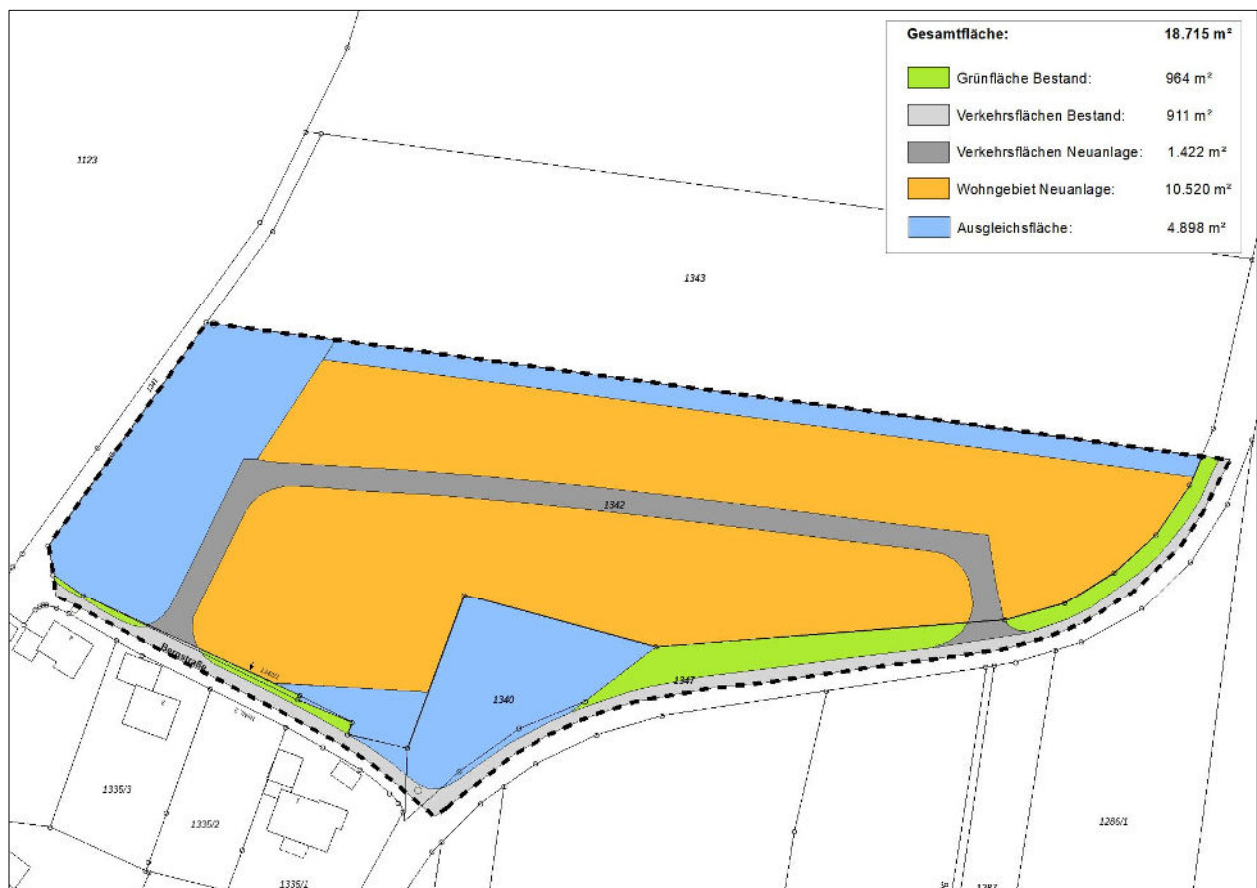 Gesamtfläche: 18.715 m²
Grünfläche Bestand: 964 m²
Verkehrsflächen Bestand: 911 m²
Verkehrsflächen Neuanlage: 1.422 m²
Wohngebiet Neuanlage: 10.520 m²
Ausgleichsfläche: 4.898 m²
1123
1343
1342
Bergstraße
1340
1347
1335/3
1335/2
1335/1
1286/1
1287